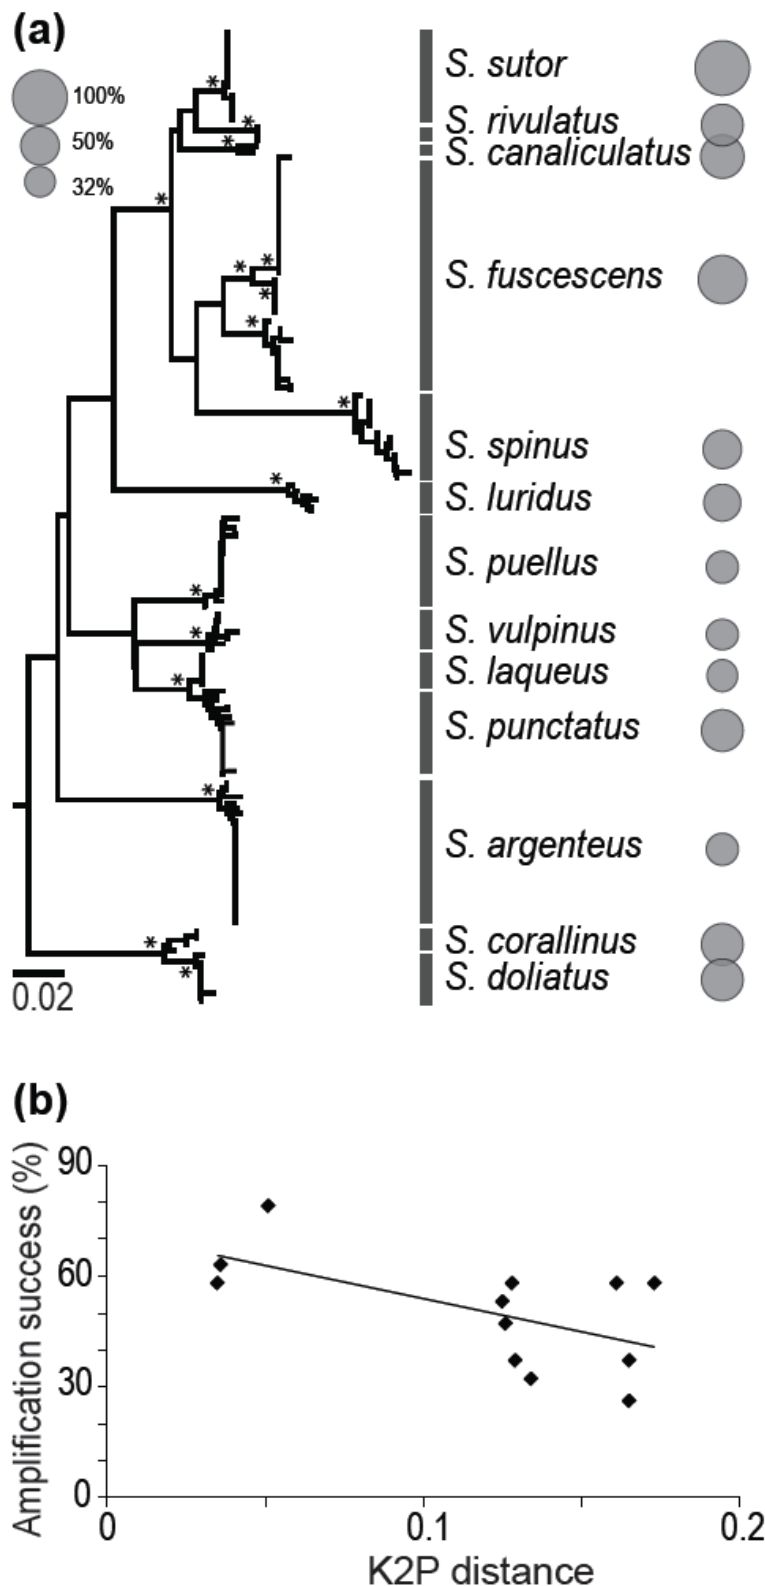 (a)
100%
50%
32%
S. sutor
S. rivulatus
S. canaliculatus
S. fuscescens
S. spinus
S. luridus
S. puellus
S. vulpinus
S. laqueus
S. punctatus
S. argenteus
S. corallinus
S. doliatus
* * * * * * * * * * * * * * *
0.02
(b)
Amplification success (%)
90
60
30
0
0 0.1 0.2
K2P distance